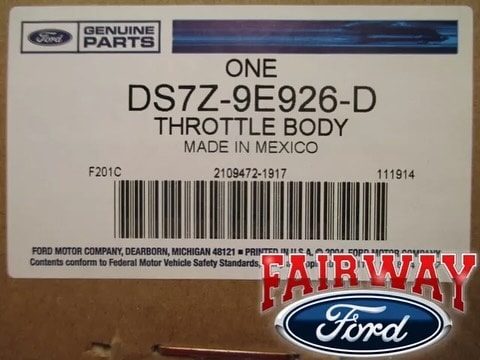 Ford
GENUINE
PARTS
ONE
DS7Z-9E926-D
THROTTLE BODY
MADE IN MEXICO
F201C 2109472-1917 111914
FORD MOTOR COMPANY, DEARBORN, MICHIGAN 48121 ■ PRINTED IN U.S.A. © 2004, FORD MOTOR
Contents conform to Federal Motor Vehicle Safety Standards,
FAIRWAY
Ford